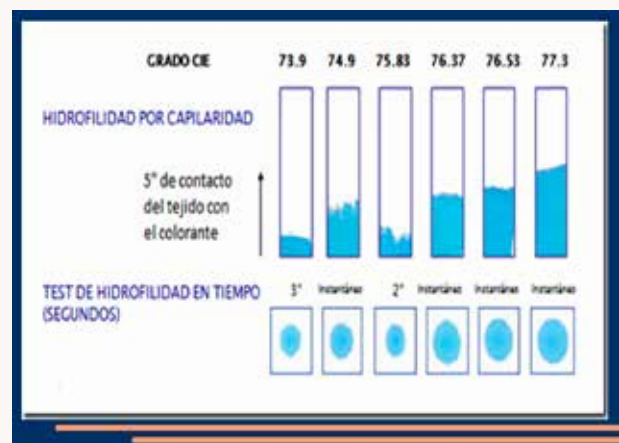 GRADO CIE 73.9 74.9 75.83 76.37 76.53 77.3
HIDROFILIDAD POR CAPILARIDAD
5" de contacto
del tejido con
el colorante
TEST DE HIDROFILIDAD EN TIEMPO
(SEGUNDOS)
3" Instantáneo 2" Instantáneo Instantáneo Instantáneo